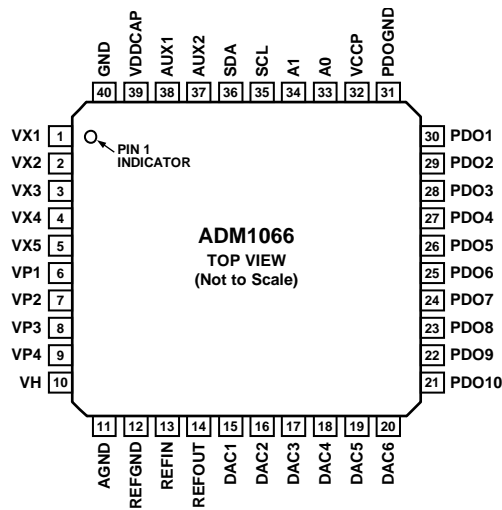 GND
VDDCAP
AUX1
AUX2
SDA
SCL
A1
A0
VCCP
PDOGND
40 39 38 37 36 35 34 33 32 31
VX1 1
VX2 2
VX3 3
VX4 4
VX5 5
VP1 6
VP2 7
VP3 8
VP4 9
VH 10
PIN 1
INDICATOR
ADM1066
TOP VIEW
(Not to Scale)
30 PDO1
29 PDO2
28 PDO3
27 PDO4
26 PDO5
25 PDO6
24 PDO7
23 PDO8
22 PDO9
21 PDO10
11 12 13 14 15 16 17 18 19 20
AGND
REFGND
REFIN
REFOUT
DAC1
DAC2
DAC3
DAC4
DAC5
DAC6